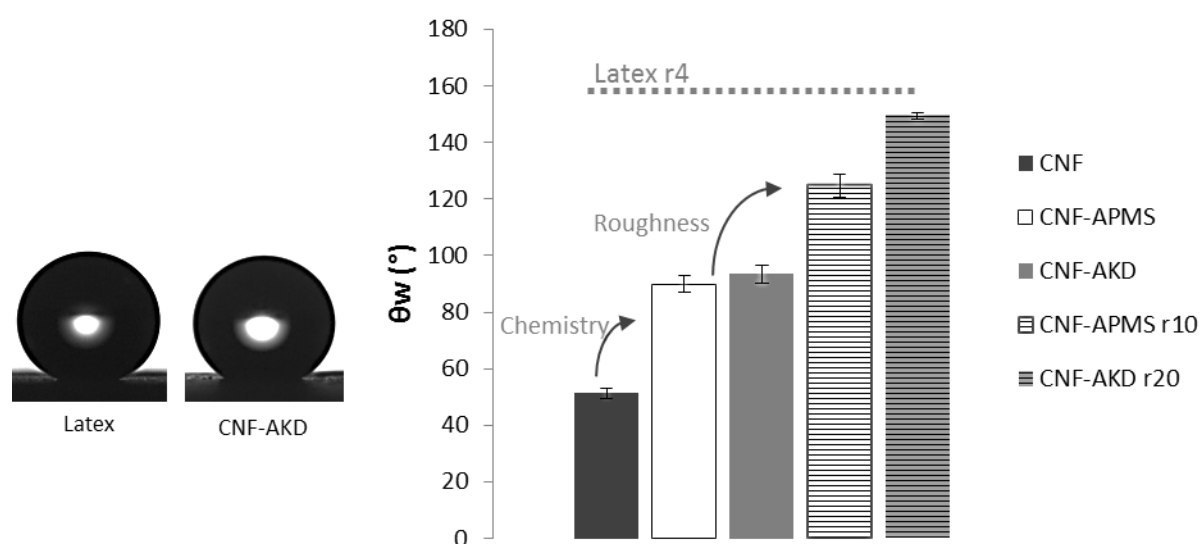 Latex
CNF-AKD
θw (°)
180
160
140
120
100
80
60
40
20
0
Latex r4
Roughness
Chemistry
CNF
CNF-APMS
CNF-AKD
CNF-APMS r10
CNF-AKD r20